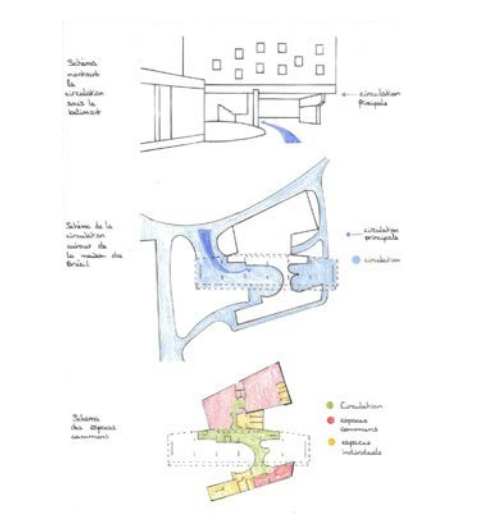 Schéma
montrant
la
circulation
sous le
batiment
circulation
principale
Schéma de la
circulation
autour de
la maison du
Brésil
circulation
principale
circulation
Schéma
des espaces
communs
Circulation
espaces
communs
espaces
individuels